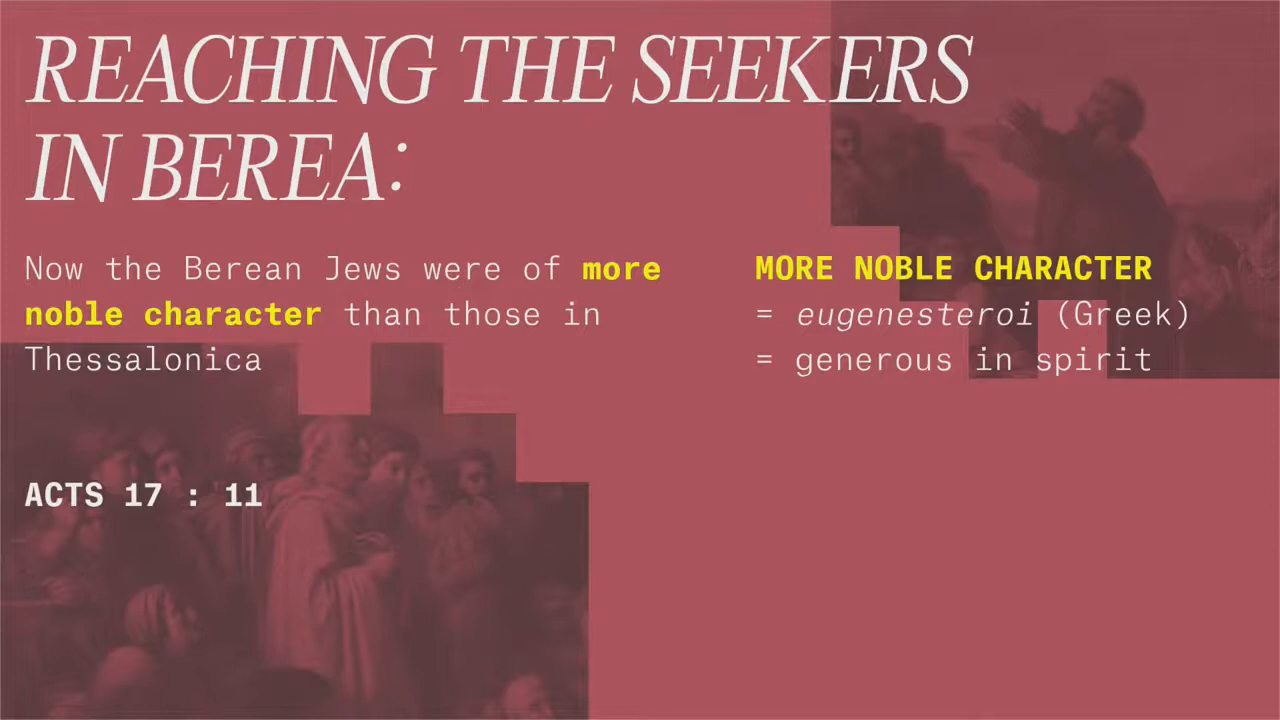 REACHING THE SEEKERS
IN BEREA:
Now the Berean Jews were of more
noble character than those in
Thessalonica
MORE NOBLE CHARACTER
= eugenesteroi (Greek)
= generous in spirit
ACTS 17 : 11